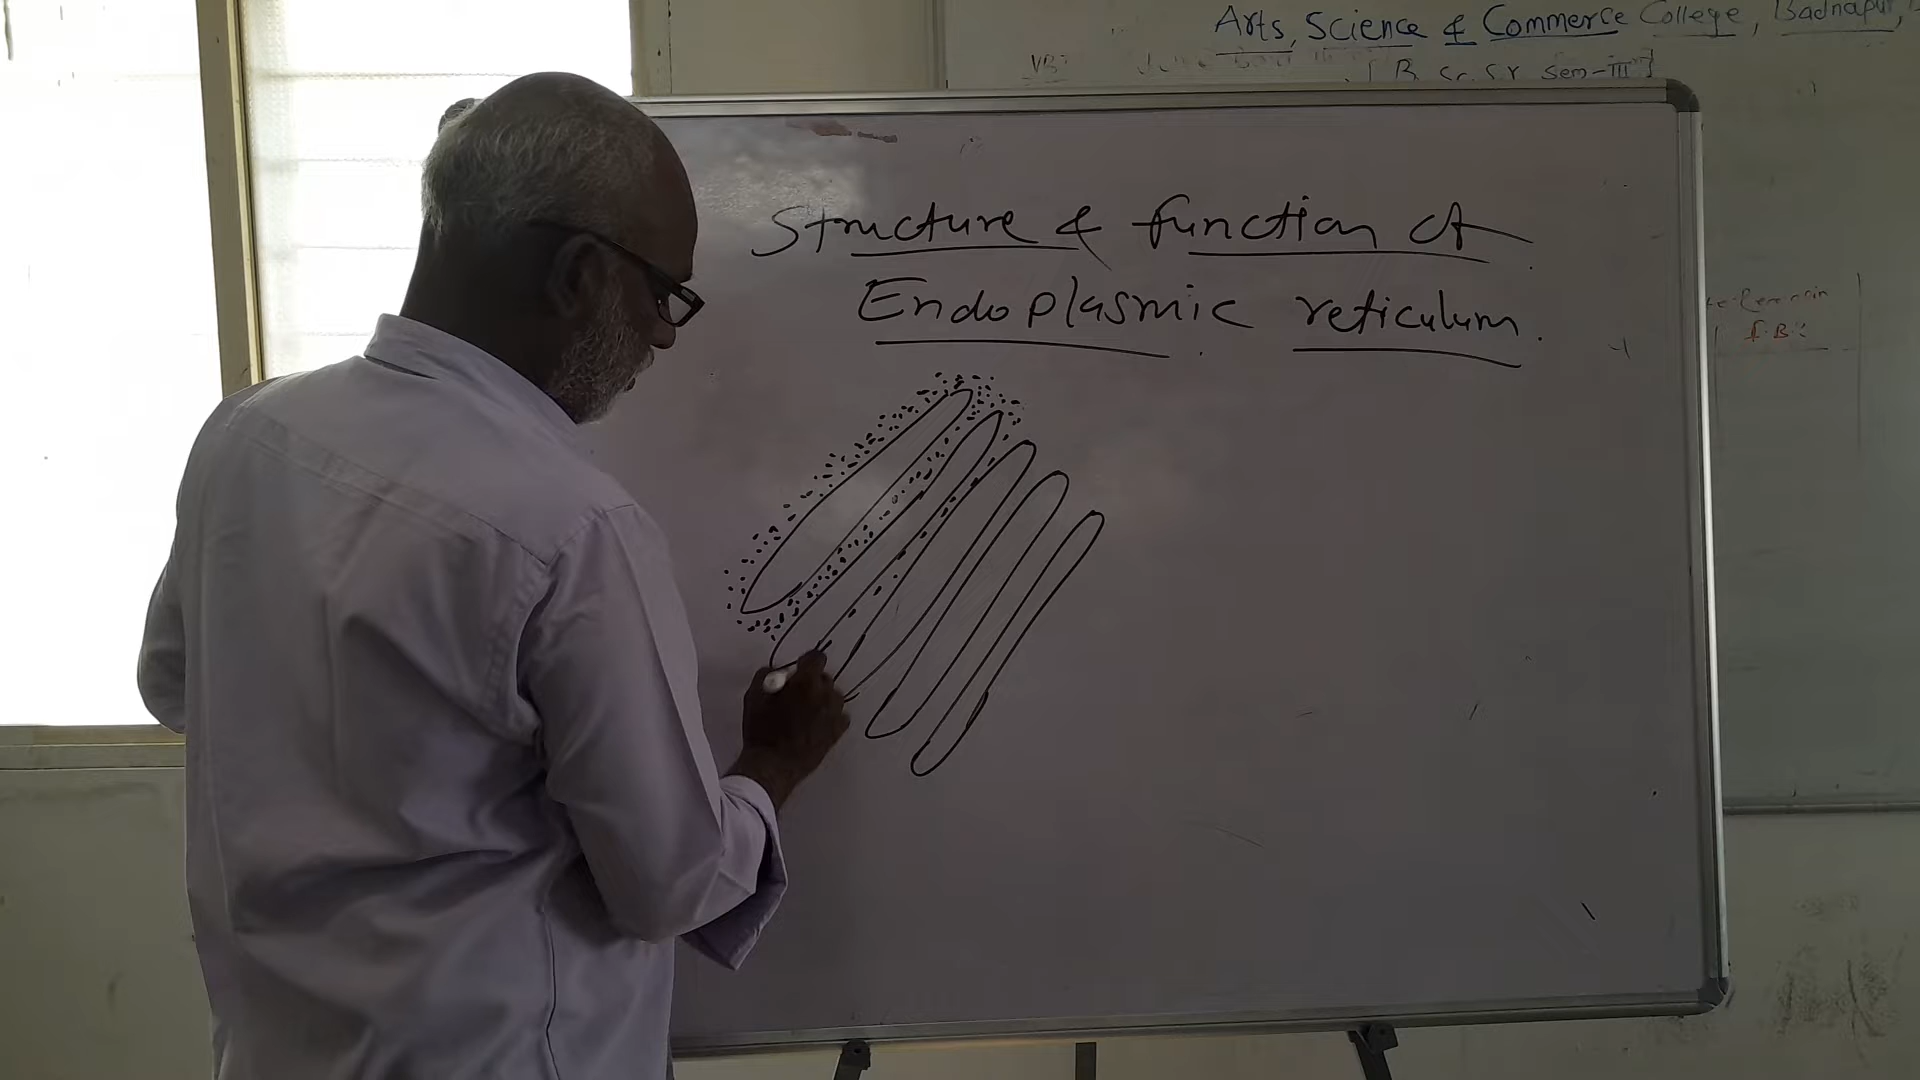 Arts, Science & Commerce College, Badnapur,
[B. Sc. S.Y. Sem-III]
Structure & function of
Endoplasmic reticulum.